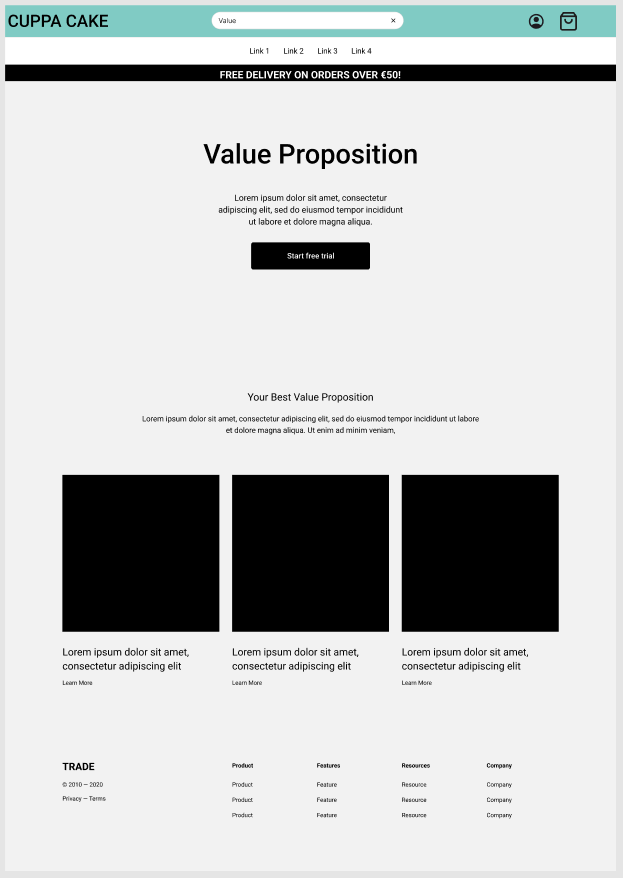 CUPPA CAKE
Value
Link 1 Link 2 Link 3 Link 4
FREE DELIVERY ON ORDERS OVER €50!
Value Proposition
Lorem ipsum dolor sit amet, consectetur
adipiscing elit, sed do eiusmod tempor incididunt
ut labore et dolore magna aliqua.
Start free trial
Your Best Value Proposition
Lorem ipsum dolor sit amet, consectetur adipiscing elit, sed do eiusmod tempor incididunt ut labore
et dolore magna aliqua. Ut enim ad minim veniam,
Lorem ipsum dolor sit amet,
consectetur adipiscing elit
Learn More
Lorem ipsum dolor sit amet,
consectetur adipiscing elit
Learn More
Lorem ipsum dolor sit amet,
consectetur adipiscing elit
Learn More
TRADE
© 2010 — 2020
Privacy — Terms
Product
Product
Product
Product
Features
Feature
Feature
Feature
Resources
Resource
Resource
Resource
Company
Company
Company
Company